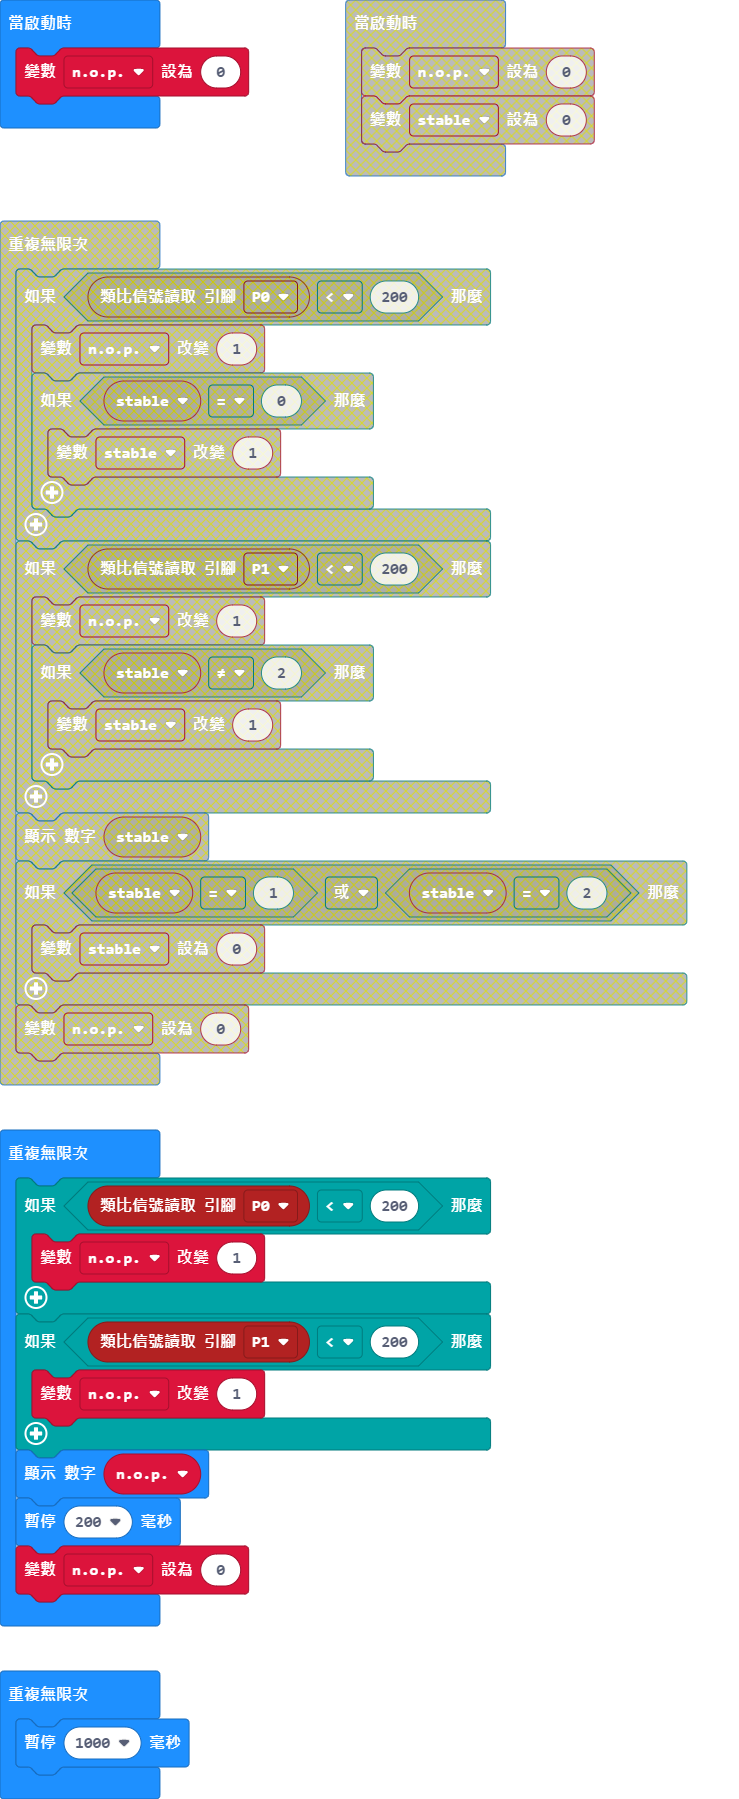 當啟動時
變數 n.o.p. 設為 0
當啟動時
變數 n.o.p. 設為 0
變數 stable 設為 0
重複無限次
如果 類比信號讀取 引腳 P0 < 200 那麼
變數 n.o.p. 改變 1
如果 stable = 0 那麼
變數 stable 改變 1
如果 類比信號讀取 引腳 P1 < 200 那麼
變數 n.o.p. 改變 1
如果 stable ≠ 2 那麼
變數 stable 改變 1
顯示 數字 stable
如果 stable = 1 或 stable = 2 那麼
變數 stable 設為 0
變數 n.o.p. 設為 0
重複無限次
如果 類比信號讀取 引腳 P0 < 200 那麼
變數 n.o.p. 改變 1
如果 類比信號讀取 引腳 P1 < 200 那麼
變數 n.o.p. 改變 1
顯示 數字 n.o.p.
暫停 200 毫秒
變數 n.o.p. 設為 0
重複無限次
暫停 1000 毫秒